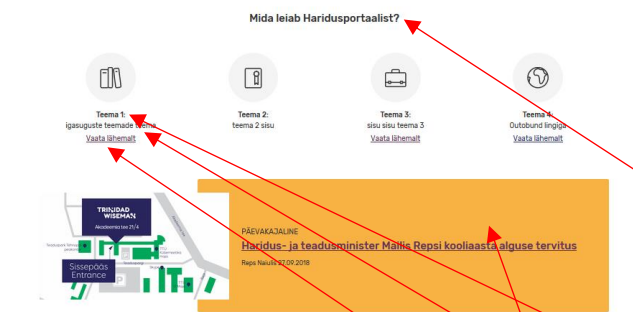 Mida leiab Haridusportaalist?
Teema 1:
igasuguste teemade teema
Vaata lähemalt
Teema 2:
teema 2 sisu
Teema 3:
sisu sisu teema 3
Vaata lähemalt
Teema 4:
Outobund lingiga
Vaata lähemalt
TRINIDAD
WISEMAN
Akadeemia tee 21/4
Sissepääs
Entrance
P
PÄEVAKAJALINE
Haridus- ja teadusminister Mailis Repsi kooliaasta alguse tervitus
Reps Naiulis 27.09.2018